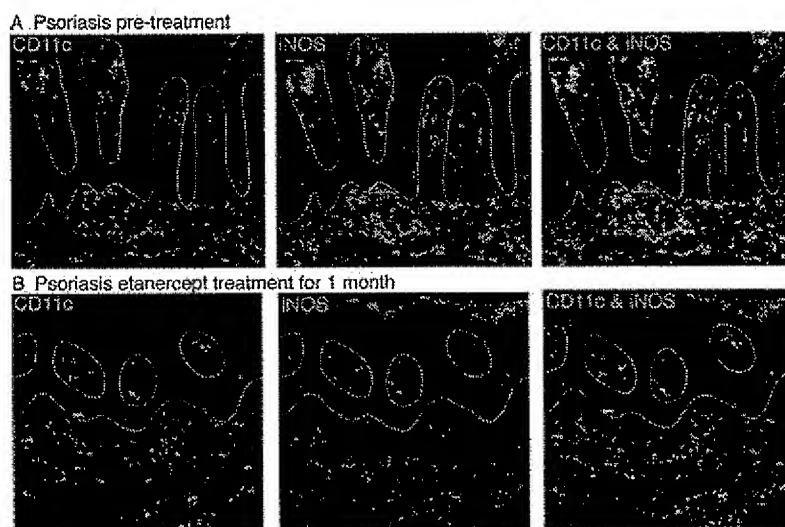 A Psoriasis pre-treatment
CD11c
iNOS
CD11c & iNOS
B Psoriasis etanercept treatment for 1 month
CD11c
iNOS
CD11c & iNOS